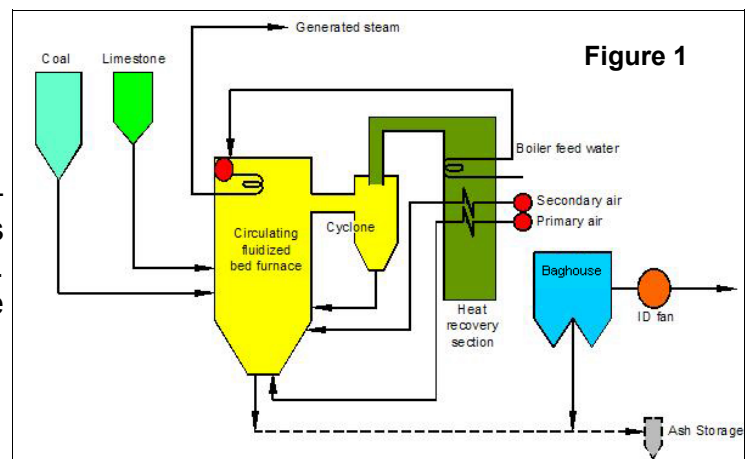 Generated steam
Figure 1
Coal
Limestone
Boiler feed water
Secondary air
Primary air
Cyclone
Circulating
fluidized
bed furnace
Baghouse
Heat
recovery
section
ID fan
Ash Storage